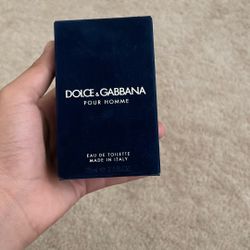 DOLCE & GABBANA
POUR HOMME
EAU DE TOILETTE
MADE IN ITALY